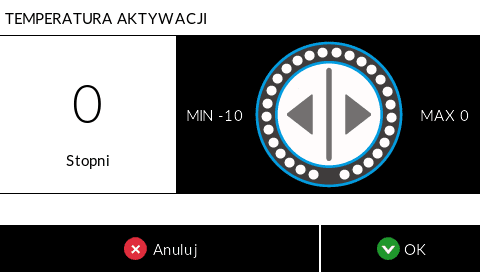 TEMPERATURA AKTYWACJI
0
Stopni
MIN -10
MAX 0
Anuluj
OK